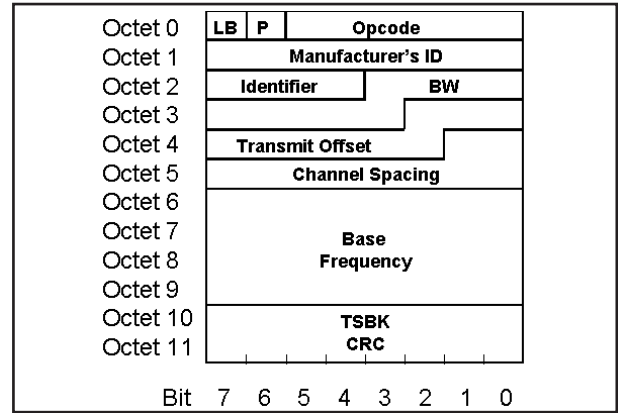 Octet 0 LB P Opcode
Octet 1 Manufacturer's ID
Octet 2 Identifier BW
Octet 3
Octet 4 Transmit Offset
Octet 5 Channel Spacing
Octet 6
Octet 7 Base
Octet 8 Frequency
Octet 9
Octet 10 TSBK
Octet 11 CRC
Bit 7 6 5 4 3 2 1 0